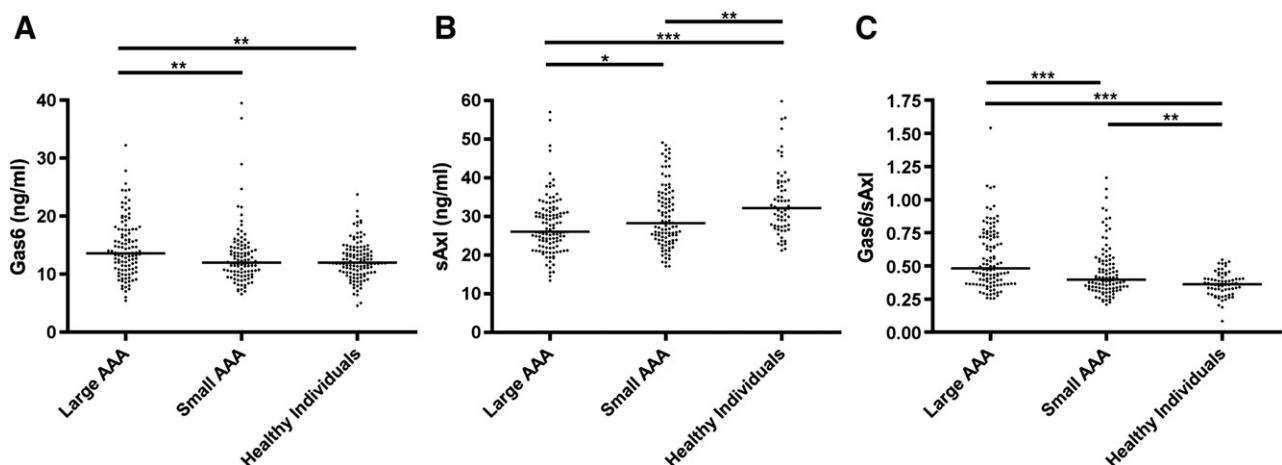 A
**
**
Gas6 (ng/ml)
40
30
20
10
0
Large AAA
Small AAA
Healthy Individuals
B
**
***
*
sAxl (ng/ml)
60
50
40
30
20
10
0
Large AAA
Small AAA
Healthy Individuals
C
***
***
**
Gas6/sAxl
1.75
1.50
1.25
1.00
0.75
0.50
0.25
0.00
Large AAA
Small AAA
Healthy Individuals